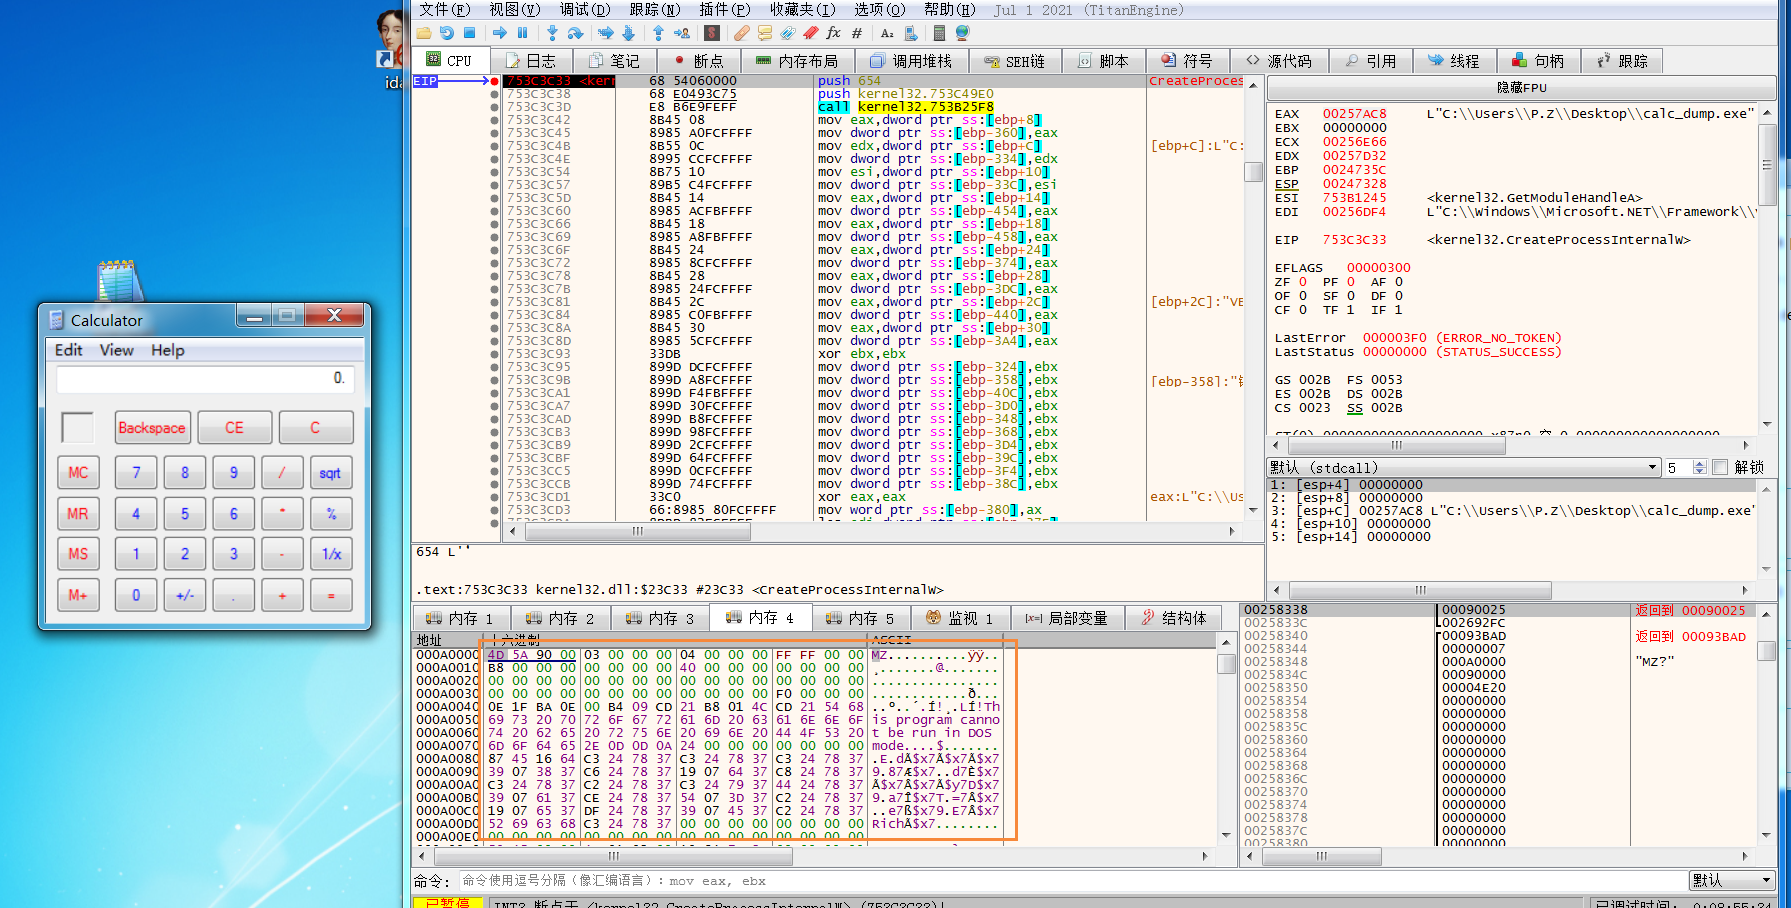 文件(F) 视图(V) 调试(D) 跟踪(N) 插件(P) 收藏夹(I) 选项(O) 帮助(H) Jul 1 2021 (TitanEngine)
CPU 日志 笔记 断点 内存布局 调用堆栈 SEH链 脚本 符号 源代码 引用 线程 句柄 跟踪
ida
Calculator
Edit View Help
0.
Backspace CE C
MC 7 8 9 / sqrt
MR 4 5 6 * %
MS 1 2 3 - 1/x
M+ 0 +/- . + =
EIP 753C3C33 <kern 68 54060000 push 654 CreateProces
753C3C38 68 E0493C75 push kernel32.753C49E0
753C3C3D E8 B6E9FEFF call kernel32.753B25F8
753C3C42 8B45 08 mov eax,dword ptr ss:[ebp+8]
753C3C45 8985 A0FCFFFF mov dword ptr ss:[ebp-360],eax
753C3C4B 8B55 0C mov edx,dword ptr ss:[ebp+C] [ebp+C]:L"C:
753C3C4E 8995 CCFCFFFF mov dword ptr ss:[ebp-334],edx
753C3C54 8B75 10 mov esi,dword ptr ss:[ebp+10]
753C3C57 89B5 C4FCFFFF mov dword ptr ss:[ebp-33C],esi
753C3C5D 8B45 14 mov eax,dword ptr ss:[ebp+14]
753C3C60 8985 ACFBFFFF mov dword ptr ss:[ebp-454],eax
753C3C66 8B45 18 mov eax,dword ptr ss:[ebp+18]
753C3C69 8985 A8FBFFFF mov dword ptr ss:[ebp-458],eax
753C3C6F 8B45 24 mov eax,dword ptr ss:[ebp+24]
753C3C72 8985 8CFCFFFF mov dword ptr ss:[ebp-374],eax
753C3C78 8B45 28 mov eax,dword ptr ss:[ebp+28]
753C3C7B 8985 24FCFFFF mov dword ptr ss:[ebp-3DC],eax
753C3C81 8B45 2C mov eax,dword ptr ss:[ebp+2C] [ebp+2C]:"VE
753C3C84 8985 C0FBFFFF mov dword ptr ss:[ebp-440],eax
753C3C8A 8B45 30 mov eax,dword ptr ss:[ebp+30]
753C3C8D 8985 5CFCFFFF mov dword ptr ss:[ebp-3A4],eax
753C3C93 33DB xor ebx,ebx
753C3C95 899D DCFCFFFF mov dword ptr ss:[ebp-324],ebx
753C3C9B 899D A8FCFFFF mov dword ptr ss:[ebp-358],ebx [ebp-358]:"
753C3CA1 899D F4FBFFFF mov dword ptr ss:[ebp-40C],ebx
753C3CA7 899D 30FCFFFF mov dword ptr ss:[ebp-3D0],ebx
753C3CAD 899D B8FCFFFF mov dword ptr ss:[ebp-348],ebx
753C3CB3 899D 98FCFFFF mov dword ptr ss:[ebp-368],ebx
753C3CB9 899D 2CFCFFFF mov dword ptr ss:[ebp-3D4],ebx
753C3CBF 899D 64FCFFFF mov dword ptr ss:[ebp-39C],ebx
753C3CC5 899D 0CFCFFFF mov dword ptr ss:[ebp-3F4],ebx
753C3CCB 899D 74FCFFFF mov dword ptr ss:[ebp-38C],ebx
753C3CD1 33C0 xor eax,eax eax:L"C:\\Us
753C3CD3 66:8985 80FCFFFF mov word ptr ss:[ebp-380],ax
隐藏FPU
EAX 00257AC8 L"C:\\Users\\P.Z\\Desktop\\calc_dump.exe"
EBX 00000000
ECX 00256E66
EDX 00257D32
EBP 0024735C
ESP 00247328
ESI 753B1245 <kernel32.GetModuleHandleA>
EDI 00256DF4 L"C:\\Windows\\Microsoft.NET\\Framework\\
EIP 753C3C33 <kernel32.CreateProcessInternalW>
EFLAGS 00000300
ZF 0 PF 0 AF 0
OF 0 SF 0 DF 0
CF 0 TF 1 IF 1
LastError 000003F0 (ERROR_NO_TOKEN)
LastStatus 00000000 (STATUS_SUCCESS)
GS 002B FS 0053
ES 002B DS 002B
CS 0023 SS 002B
默认 (stdcall) 5 解锁
1: [esp+4] 00000000
2: [esp+8] 00000000
3: [esp+C] 00257AC8 L"C:\\Users\\P.Z\\Desktop\\calc_dump.exe"
4: [esp+10] 00000000
5: [esp+14] 00000000
654 L''
.text:753C3C33 kernel32.dll:$23C33 #23C33 <CreateProcessInternalW>
内存 1 内存 2 内存 3 内存 4 内存 5 监视 1 [x=] 局部变量 结构体
地址 十六进制 ASCII
000A0000 4D 5A 90 00 03 00 00 00 04 00 00 00 FF FF 00 00 MZ..........ÿÿ..
000A0010 B8 00 00 00 00 00 00 00 40 00 00 00 00 00 00 00 ¸.......@.......
000A0020 00 00 00 00 00 00 00 00 00 00 00 00 00 00 00 00 ................
000A0030 00 00 00 00 00 00 00 00 00 00 00 00 F0 00 00 00 ............ð...
000A0040 0E 1F BA 0E 00 B4 09 CD 21 B8 01 4C CD 21 54 68 ..º..´.Í!¸.LÍ!Th
000A0050 69 73 20 70 72 6F 67 72 61 6D 20 63 61 6E 6E 6F is program canno
000A0060 74 20 62 65 20 72 75 6E 20 69 6E 20 44 4F 53 20 t be run in DOS
000A0070 6D 6F 64 65 2E 0D 0D 0A 24 00 00 00 00 00 00 00 mode....$.......
000A0080 87 45 16 64 C3 24 78 37 C3 24 78 37 C3 24 78 37 .E.dÃ$x7Ã$x7Ã$x7
000A0090 39 07 38 37 C6 24 78 37 19 07 64 37 C8 24 78 37 9.87Æ$x7..d7È$x7
000A00A0 C3 24 78 37 C2 24 78 37 C3 24 79 37 44 24 78 37 Ã$x7Â$x7Ã$y7D$x7
000A00B0 39 07 61 37 CE 24 78 37 54 07 3D 37 C2 24 78 37 9.a7Î$x7T.=7Â$x7
000A00C0 19 07 65 37 DF 24 78 37 39 07 45 37 C2 24 78 37 ..e7ß$x79.E7Â$x7
000A00D0 52 69 63 68 C3 24 78 37 00 00 00 00 00 00 00 00 RichÃ$x7........
000A00E0 00 00 00 00 00 00 00 00 00 00 00 00 00 00 00 00
00258338 00090025 返回到 00090025
0025833C 002692FC
00258340 00093BAD 返回到 00093BAD
00258344 00000007
00258348 000A0000 "MZ?"
0025834C 00090000
00258350 00004E20
00258354 00000000
00258358 00000000
0025835C 00000000
00258360 00000000
00258364 00000000
00258368 00000000
0025836C 00000000
00258370 00000000
00258374 00000000
00258378 00000000
0025837C 00000000
00258380 00000000
命令: 命令使用逗号分隔（像汇编语言）: mov eax, ebx 默认
已暂停 INT3 断点于 <kernel32.CreateProcessInternalW> (753C3C33)! 已调试时间: 0:08:55:34